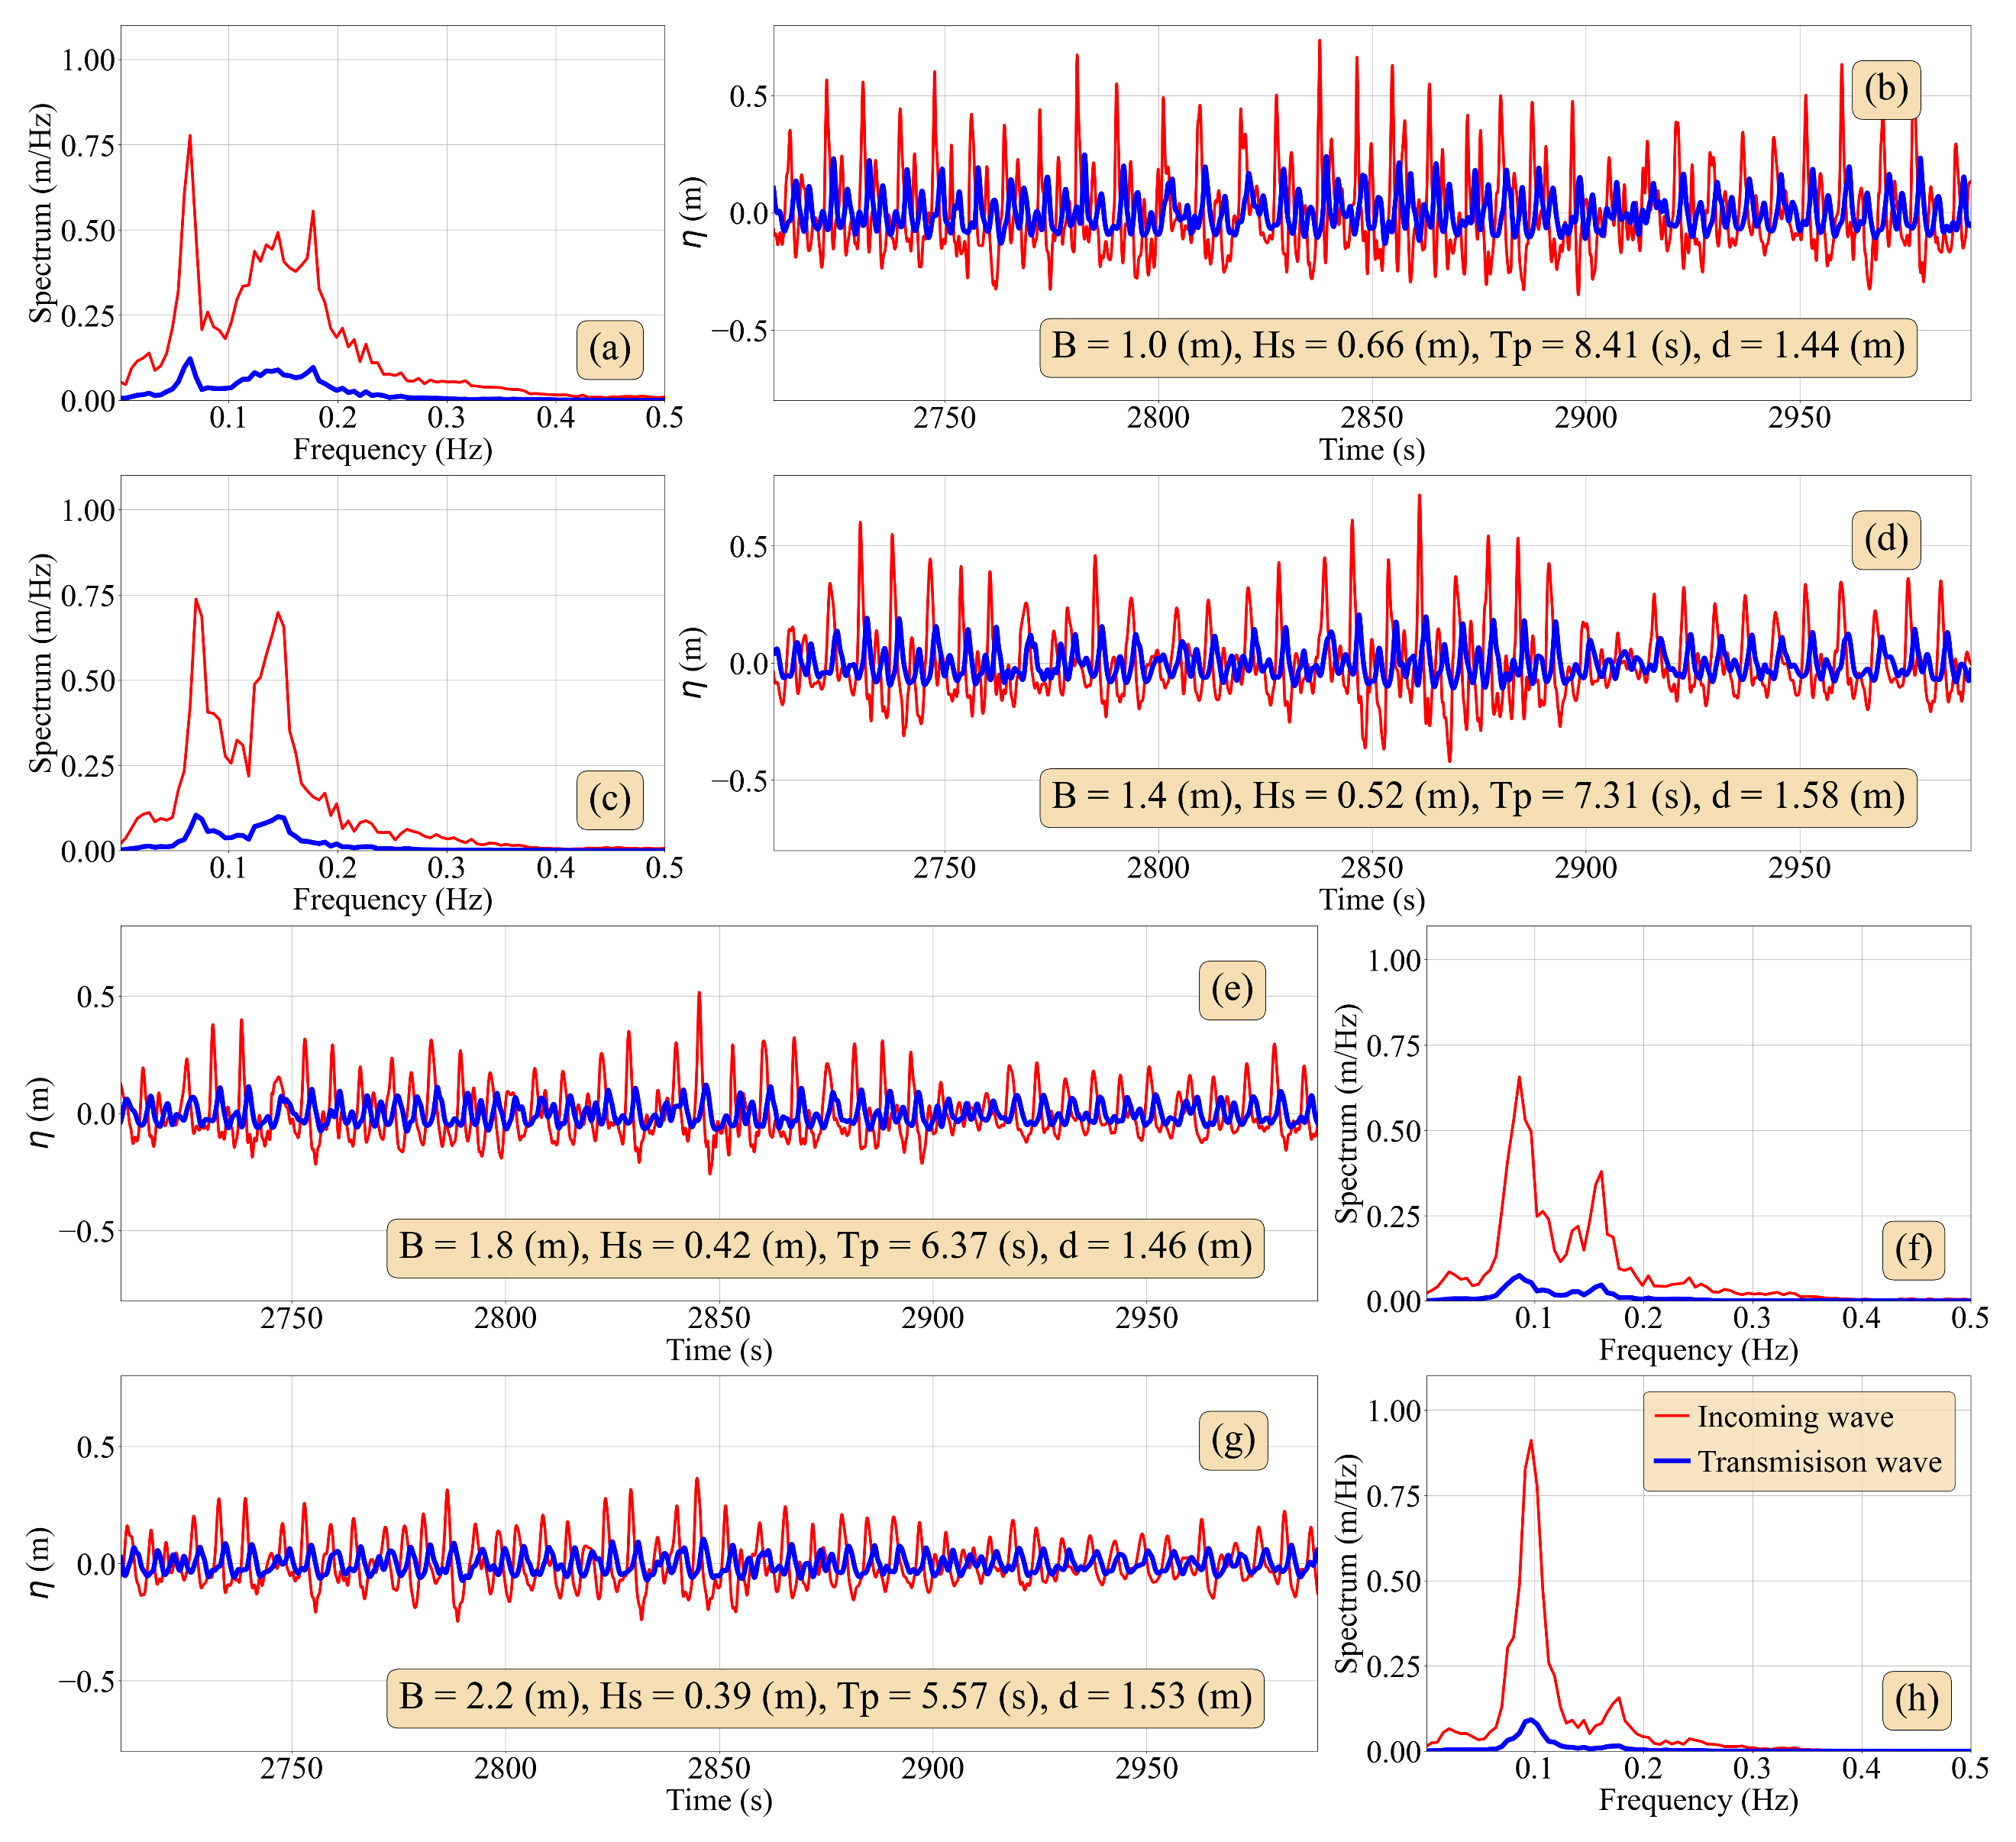 1.00
0.75
0.50
0.25
0.00
Spectrum (m/Hz)
0.1 0.2 0.3 0.4 0.5
Frequency (Hz)
(a)
0.5
0.0
−0.5
η (m)
(b)
B = 1.0 (m), Hs = 0.66 (m), Tp = 8.41 (s), d = 1.44 (m)
2750 2800 2850 2900 2950
Time (s)
1.00
0.75
0.50
0.25
0.00
Spectrum (m/Hz)
0.1 0.2 0.3 0.4 0.5
Frequency (Hz)
(c)
0.5
0.0
−0.5
η (m)
(d)
B = 1.4 (m), Hs = 0.52 (m), Tp = 7.31 (s), d = 1.58 (m)
2750 2800 2850 2900 2950
Time (s)
0.5
0.0
−0.5
η (m)
(e)
B = 1.8 (m), Hs = 0.42 (m), Tp = 6.37 (s), d = 1.46 (m)
2750 2800 2850 2900 2950
Time (s)
1.00
0.75
0.50
0.25
0.00
Spectrum (m/Hz)
(f)
0.1 0.2 0.3 0.4 0.5
Frequency (Hz)
0.5
0.0
−0.5
η (m)
(g)
B = 2.2 (m), Hs = 0.39 (m), Tp = 5.57 (s), d = 1.53 (m)
2750 2800 2850 2900 2950
Time (s)
1.00
0.75
0.50
0.25
0.00
Spectrum (m/Hz)
Incoming wave
Transmisison wave
(h)
0.1 0.2 0.3 0.4 0.5
Frequency (Hz)